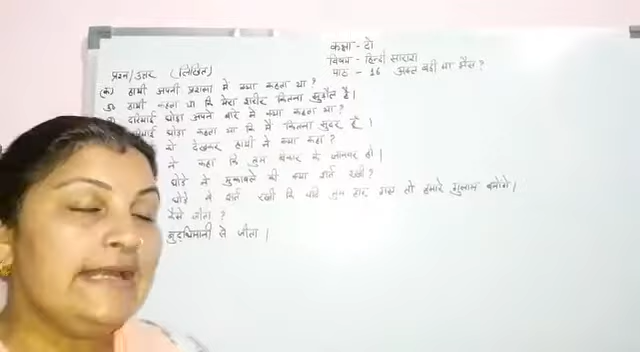 कक्षा - दो
विषय - हिन्दी सारांश
पाठ - 16 अक्ल बड़ी या भैंस?
प्रश्न/उत्तर (लिखित)
(क) हाथी अपनी प्रशंसा में क्या कहता था?
उ) हाथी कहता था कि मेरा शरीर कितना सुडौल है।
दरियाई घोड़ा अपने बारे में क्या कहता था?
दरियाई घोड़ा कहता था कि मैं कितना सुंदर हूँ।
को देखकर हाथी ने क्या कहा?
ने कहा कि तुम बेकार के जानवर हो।
घोड़े ने मुकाबले की क्या शर्त रखी?
घोड़े ने शर्त रखी कि यदि तुम हार गए तो हमारे गुलाम बनोगे।
कैसे जीता?
बुद्धिमानी से जीता।